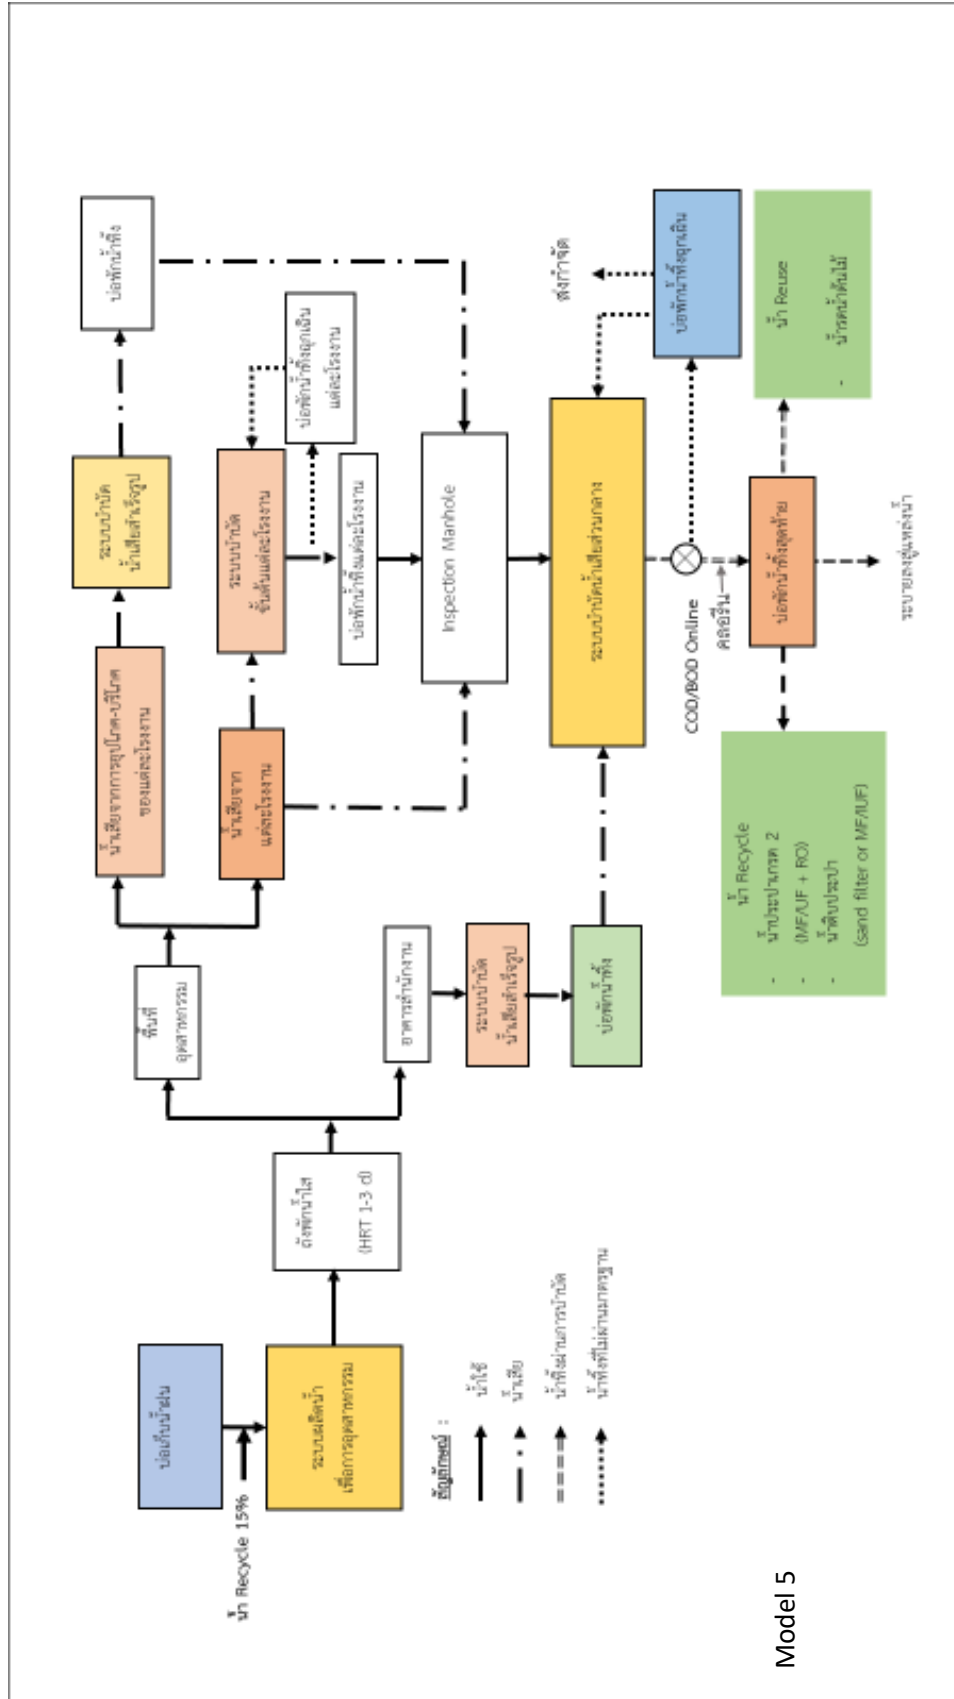 บ่อเก็บน้ำฝน
น้ำ Recycle 15%
ระบบผลิตน้ำ
เพื่อการอุตสาหกรรม
ถังพักน้ำใส
(HRT 1-3 d)
พื้นที่
อุตสาหกรรม
อาคารสำนักงาน
น้ำเสียจากการอุปโภค-บริโภค
ของแต่ละโรงงาน
น้ำเสียจาก
แต่ละโรงงาน
ระบบบำบัด
น้ำเสียสำเร็จรูป
บ่อพักน้ำทิ้ง
ระบบบำบัด
น้ำเสียสำเร็จรูป
บ่อพักน้ำทิ้ง
ระบบบำบัด
ขั้นต้นแต่ละโรงงาน
บ่อพักน้ำทิ้งฉุกเฉิน
แต่ละโรงงาน
บ่อพักน้ำทิ้งแต่ละโรงงาน
Inspection Manhole
ระบบบำบัดน้ำเสียส่วนกลาง
ส่งกำจัด
บ่อพักน้ำทิ้งฉุกเฉิน
COD/BOD Online
คลอรีน
บ่อพักน้ำทิ้งสุดท้าย
น้ำ Reuse
- น้ำรดน้ำต้นไม้
ระบายลงสู่แหล่งน้ำ
น้ำ Recycle
- น้ำประปาเกรด 2
- (MF/UF + RO)
- น้ำดิบประปา
(sand filter or MF/UF)
สัญลักษณ์ :
น้ำใช้
น้ำเสีย
น้ำทิ้งผ่านการบำบัด
น้ำทิ้งที่ไม่ผ่านมาตรฐาน
Model 5